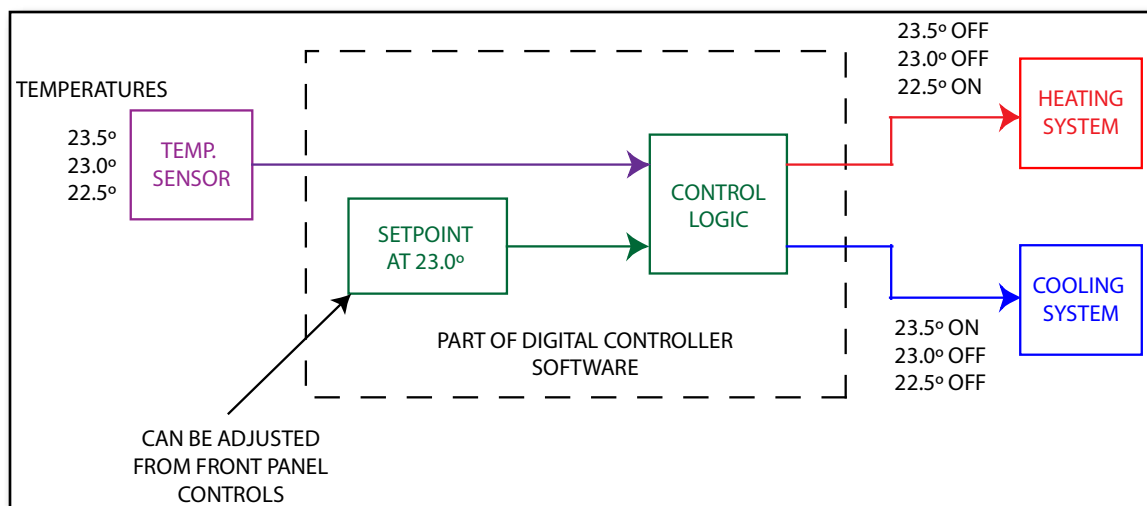 TEMPERATURES
23.5º
23.0º
22.5º
TEMP.
SENSOR
SETPOINT
AT 23.0º
CONTROL
LOGIC
PART OF DIGITAL CONTROLLER
SOFTWARE
CAN BE ADJUSTED
FROM FRONT PANEL
CONTROLS
23.5º OFF
23.0º OFF
22.5º ON
HEATING
SYSTEM
COOLING
SYSTEM
23.5º ON
23.0º OFF
22.5º OFF